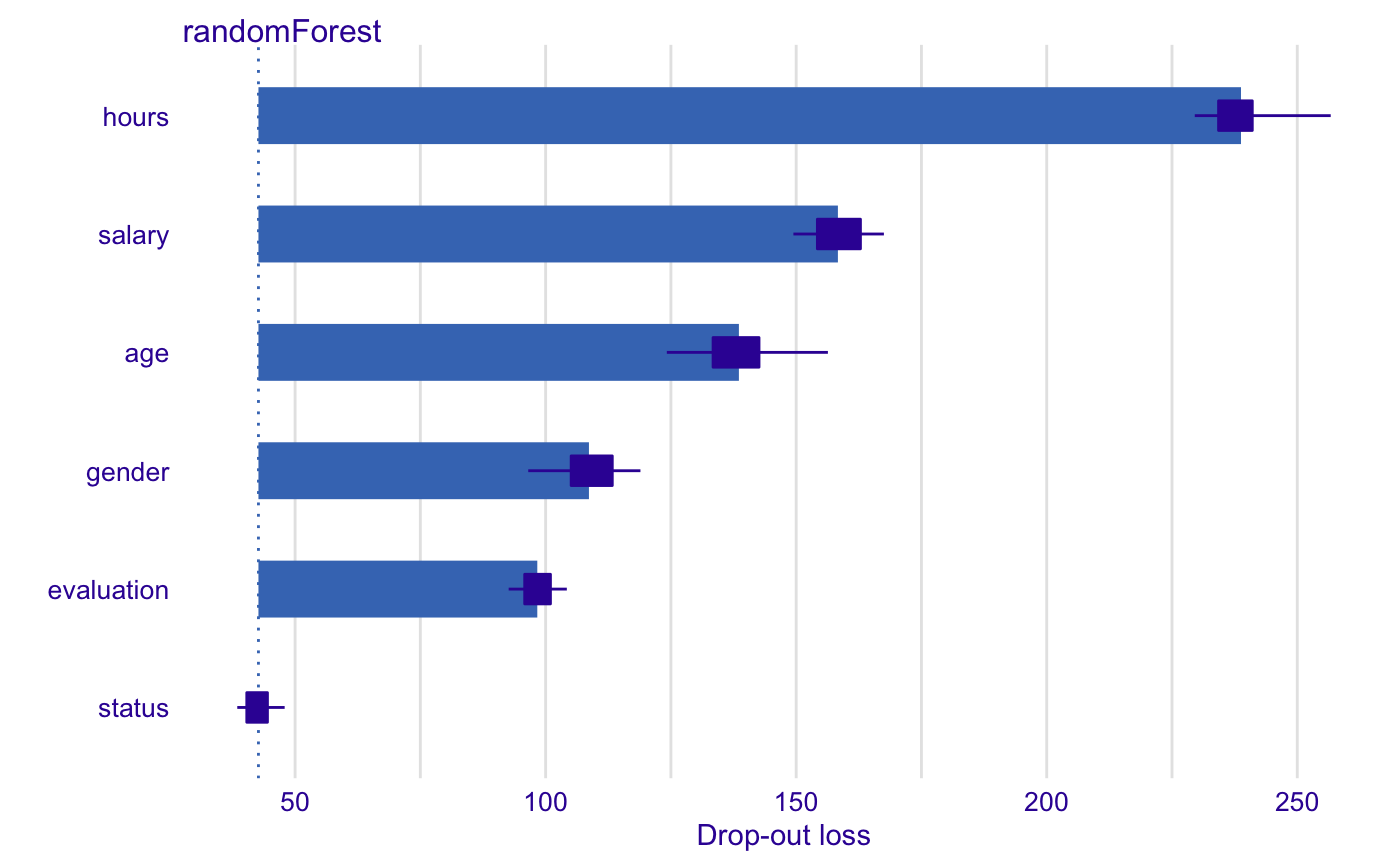 randomForest
hours
salary
age
gender
evaluation
status
50 100 150 200 250
Drop-out loss